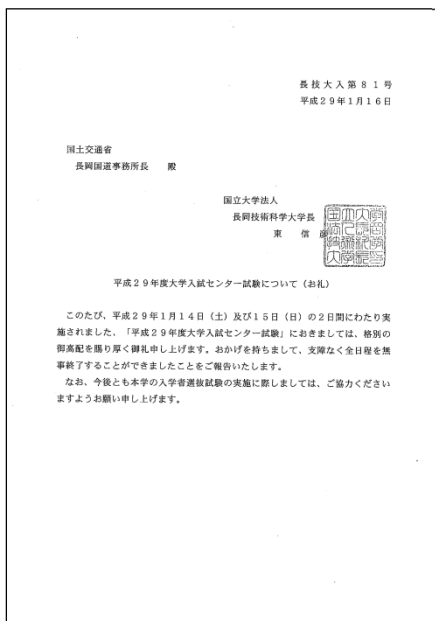 長技大入第８１号
平成２９年１月１６日
国土交通省
長岡国道事務所長　殿
国立大学法人
長岡技術科学大学長
東　信彦
平成２９年度大学入試センター試験について（お礼）
このたび、平成２９年１月１４日（土）及び１５日（日）の２日間にわたり実
施されました、「平成２９年度大学入試センター試験」におきましては、格別の
御高配を賜り厚く御礼申し上げます。おかげを持ちまして、支障なく全日程を無
事終了することができましたことをご報告いたします。
なお、今後とも本学の入学者選抜試験の実施に際しましては、ご協力ください
ますようお願い申し上げます。